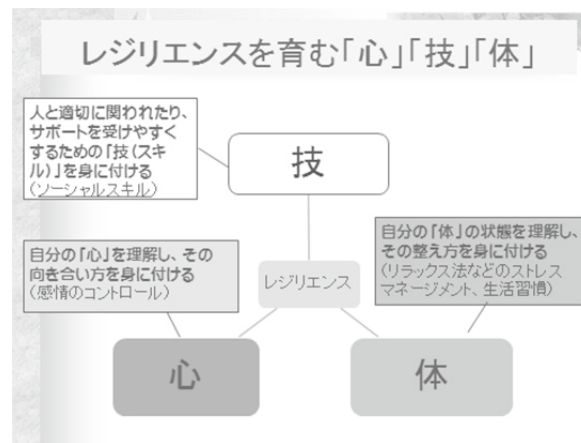 レジリエンスを育む「心」「技」「体」
人と適切に関われたり、
サポートを受けやすく
するための「技(スキ
ル)」を身に付ける
(ソーシャルスキル)
技
自分の「心」を理解し、その
向き合い方を身に付ける
(感情のコントロール)
レジリエンス
自分の「体」の状態を理解し、
その整え方を身に付ける
(リラックス法などのストレス
マネージメント、生活習慣)
心
体